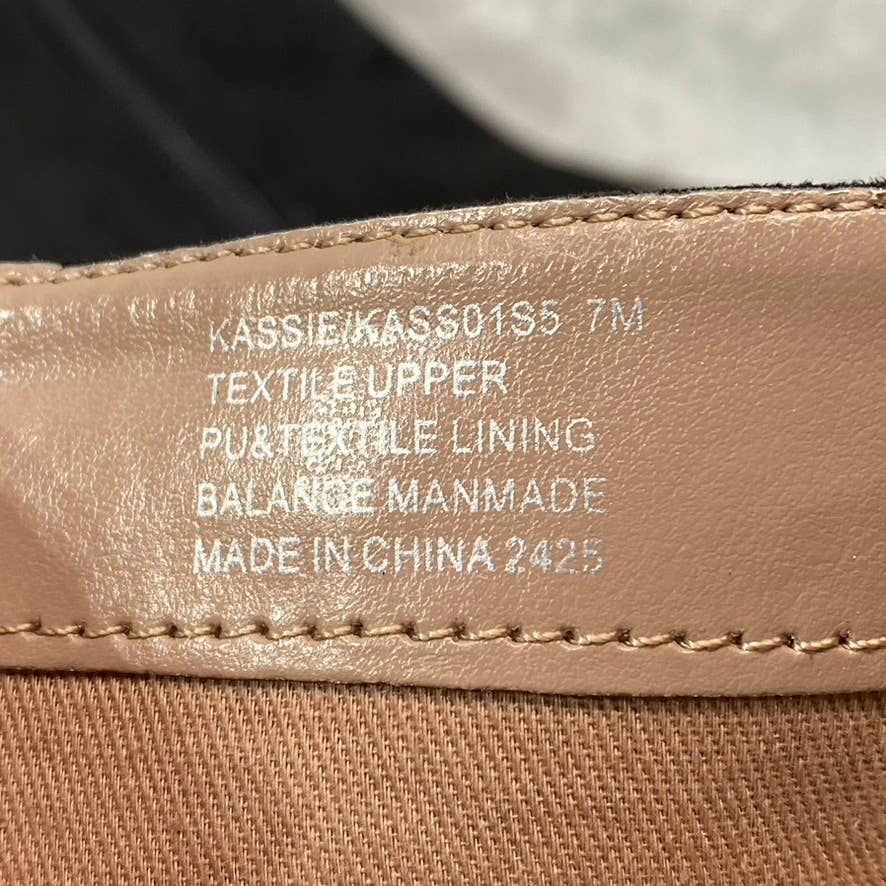 KASSIE/KASS01S5 7M
TEXTILE UPPER
PU&TEXTILE LINING
BALANCE MANMADE
MADE IN CHINA 2425